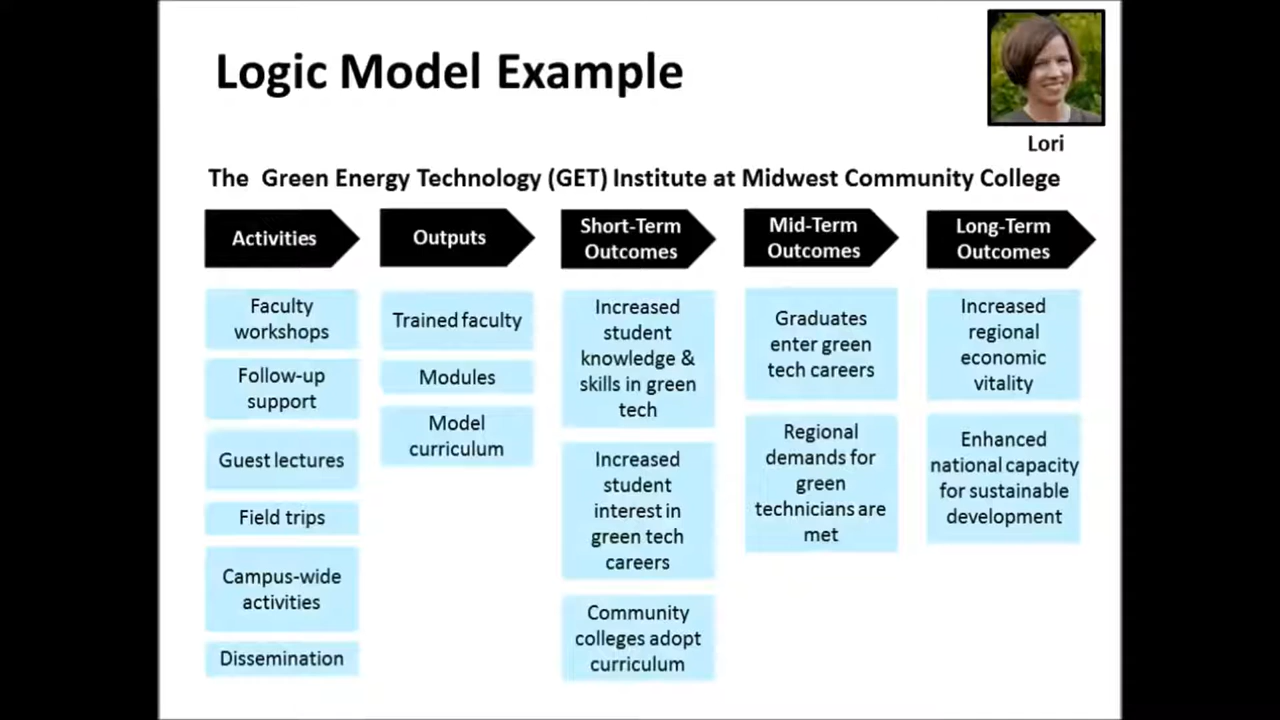 Logic Model Example
Lori
The Green Energy Technology (GET) Institute at Midwest Community College
Activities
Faculty
workshops
Follow-up
support
Guest lectures
Field trips
Campus-wide
activities
Dissemination
Outputs
Trained faculty
Modules
Model
curriculum
Short-Term
Outcomes
Increased
student
knowledge &
skills in green
tech
Increased
student
interest in
green tech
careers
Community
colleges adopt
curriculum
Mid-Term
Outcomes
Graduates
enter green
tech careers
Regional
demands for
green
technicians are
met
Long-Term
Outcomes
Increased
regional
economic
vitality
Enhanced
national capacity
for sustainable
development